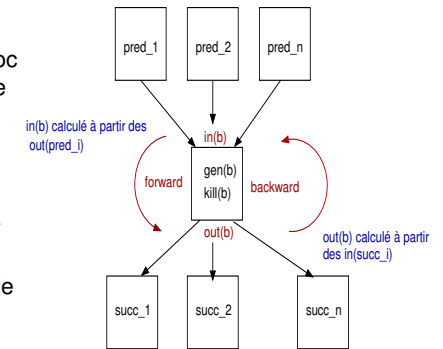 pred_1
pred_2
pred_n
oc
e
in(b) calculé à partir des
out(pred_i)
in(b)
forward
gen(b)
kill(b)
backward
out(b)
out(b) calculé à partir
des in(succ_i)
e
succ_1
succ_2
succ_n